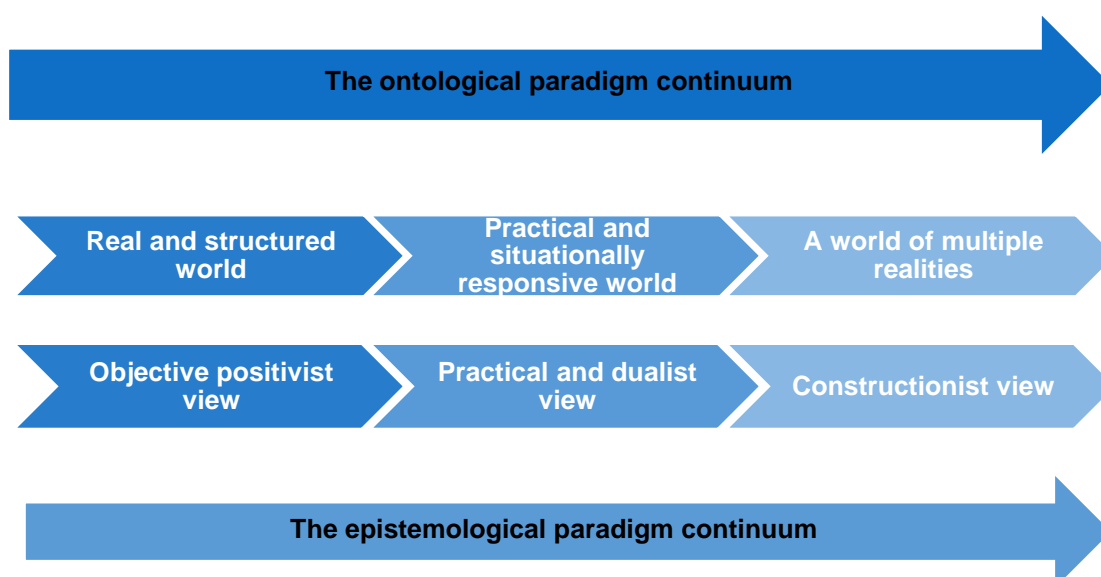 The ontological paradigm continuum
Real and structured
world
Practical and
situationally
responsive world
A world of multiple
realities
Objective positivist
view
Practical and dualist
view
Constructionist view
The epistemological paradigm continuum